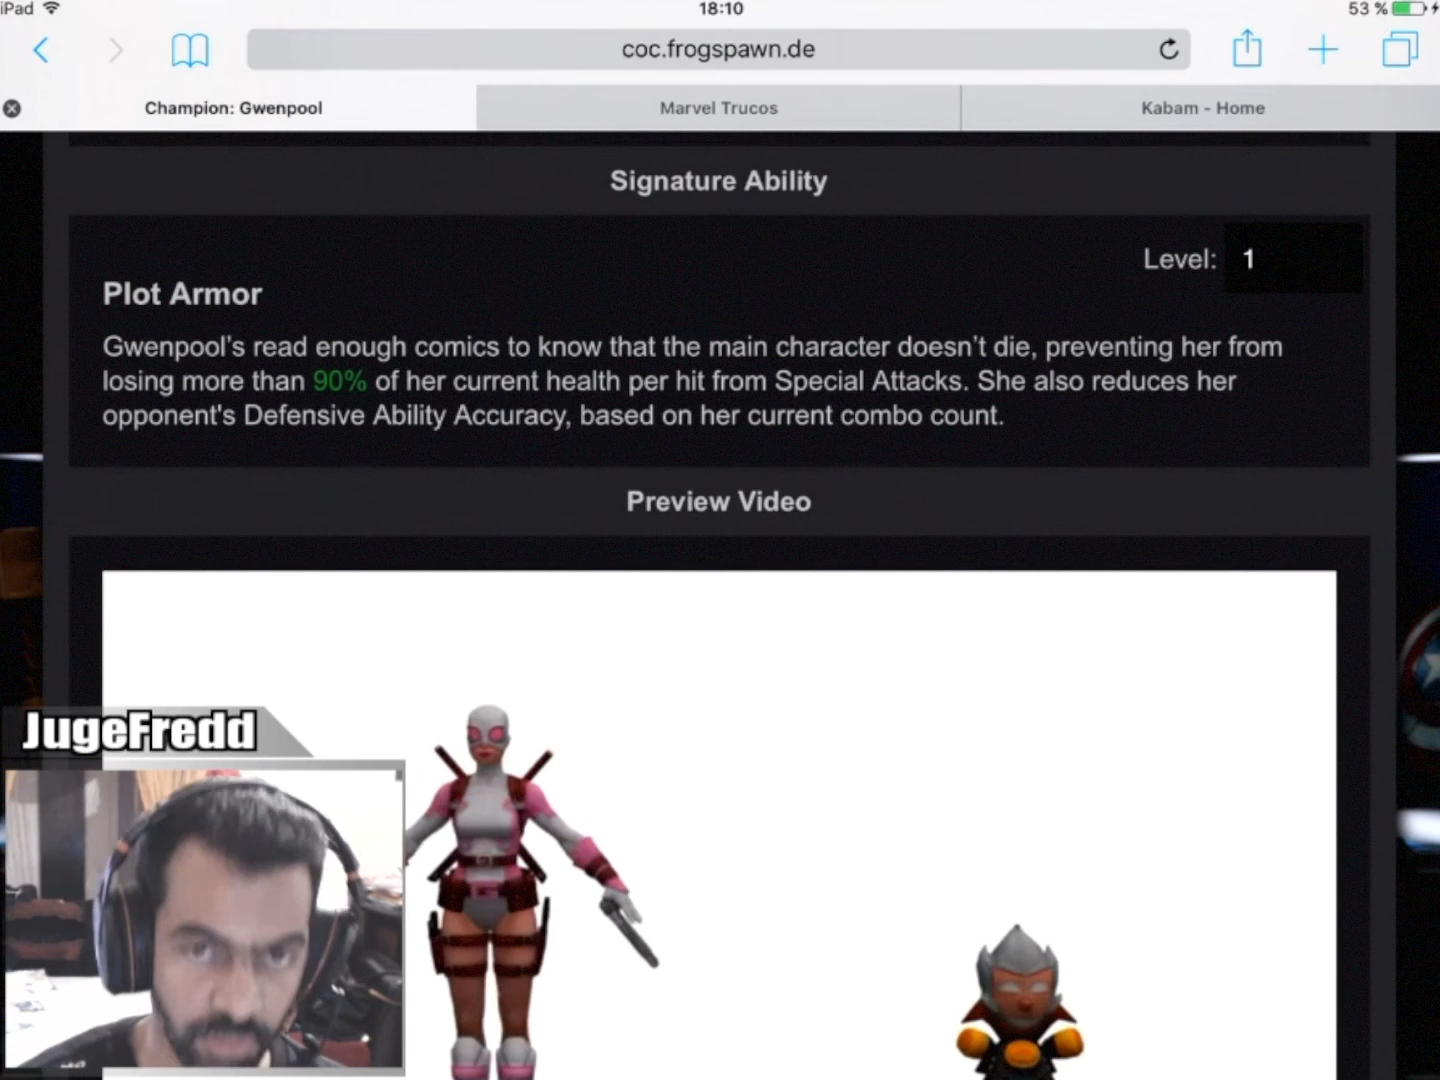 iPad
18:10
53 %
coc.frogspawn.de
Champion: Gwenpool
Marvel Trucos
Kabam - Home
Signature Ability
Level: 1
Plot Armor
Gwenpool's read enough comics to know that the main character doesn't die, preventing her from
losing more than 90% of her current health per hit from Special Attacks. She also reduces her
opponent's Defensive Ability Accuracy, based on her current combo count.
Preview Video
JugeFredd